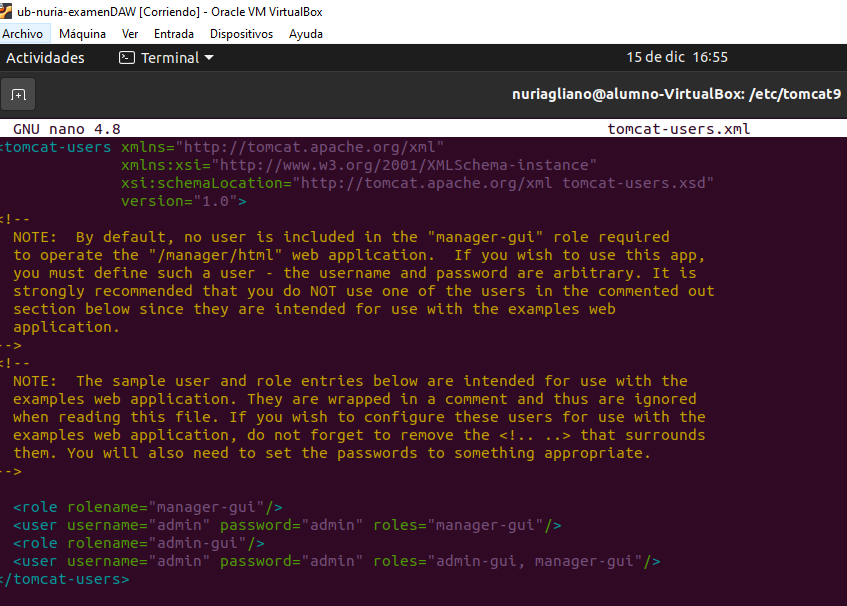 ub-nuria-examenDAW [Corriendo] - Oracle VM VirtualBox
Archivo Máquina Ver Entrada Dispositivos Ayuda
Actividades Terminal 15 de dic 16:55
nuriagliano@alumno-VirtualBox: /etc/tomcat9
GNU nano 4.8 tomcat-users.xml
<tomcat-users xmlns="http://tomcat.apache.org/xml"
xmlns:xsi="http://www.w3.org/2001/XMLSchema-instance"
xsi:schemaLocation="http://tomcat.apache.org/xml tomcat-users.xsd"
version="1.0">
<!--
NOTE:  By default, no user is included in the "manager-gui" role required
to operate the "/manager/html" web application.  If you wish to use this app,
you must define such a user - the username and password are arbitrary. It is
strongly recommended that you do NOT use one of the users in the commented out
section below since they are intended for use with the examples web
application.
-->
<!--
NOTE:  The sample user and role entries below are intended for use with the
examples web application. They are wrapped in a comment and thus are ignored
when reading this file. If you wish to configure these users for use with the
examples web application, do not forget to remove the <!.. ..> that surrounds
them. You will also need to set the passwords to something appropriate.
-->
<role rolename="manager-gui"/>
<user username="admin" password="admin" roles="manager-gui"/>
<role rolename="admin-gui"/>
<user username="admin" password="admin" roles="admin-gui, manager-gui"/>
</tomcat-users>